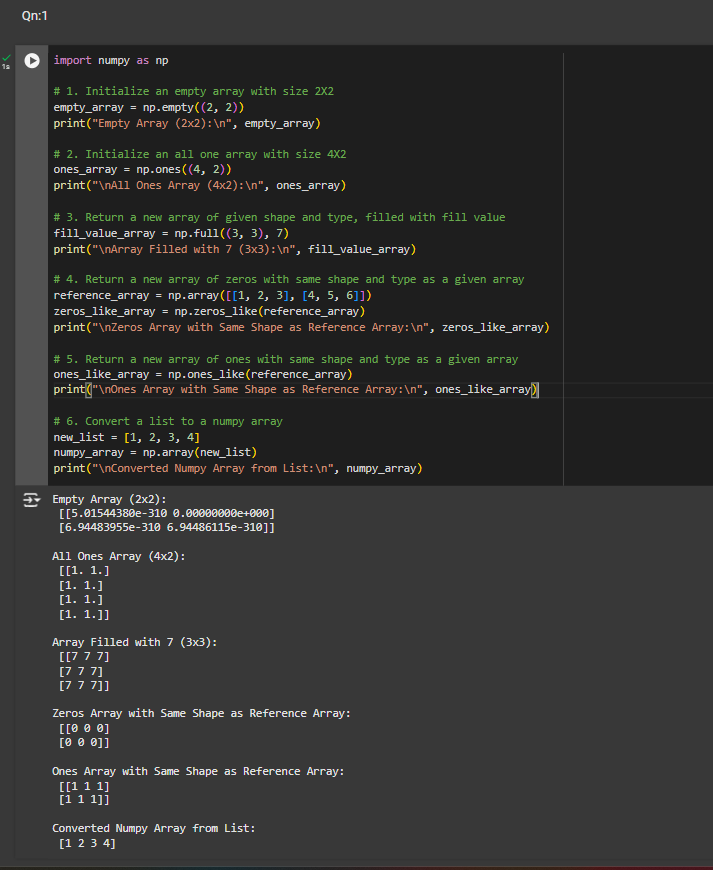 Qn:1
1s
import numpy as np
# 1. Initialize an empty array with size 2X2
empty_array = np.empty((2, 2))
print("Empty Array (2x2):\n", empty_array)
# 2. Initialize an all one array with size 4X2
ones_array = np.ones((4, 2))
print("\nAll Ones Array (4x2):\n", ones_array)
# 3. Return a new array of given shape and type, filled with fill value
fill_value_array = np.full((3, 3), 7)
print("\nArray Filled with 7 (3x3):\n", fill_value_array)
# 4. Return a new array of zeros with same shape and type as a given array
reference_array = np.array([[1, 2, 3], [4, 5, 6]])
zeros_like_array = np.zeros_like(reference_array)
print("\nZeros Array with Same Shape as Reference Array:\n", zeros_like_array)
# 5. Return a new array of ones with same shape and type as a given array
ones_like_array = np.ones_like(reference_array)
print("\nOnes Array with Same Shape as Reference Array:\n", ones_like_array)
# 6. Convert a list to a numpy array
new_list = [1, 2, 3, 4]
numpy_array = np.array(new_list)
print("\nConverted Numpy Array from List:\n", numpy_array)
Empty Array (2x2):
[[5.01544380e-310 0.00000000e+000]
[6.94483955e-310 6.94486115e-310]]
All Ones Array (4x2):
[[1. 1.]
[1. 1.]
[1. 1.]
[1. 1.]]
Array Filled with 7 (3x3):
[[7 7 7]
[7 7 7]
[7 7 7]]
Zeros Array with Same Shape as Reference Array:
[[0 0 0]
[0 0 0]]
Ones Array with Same Shape as Reference Array:
[[1 1 1]
[1 1 1]]
Converted Numpy Array from List:
[1 2 3 4]